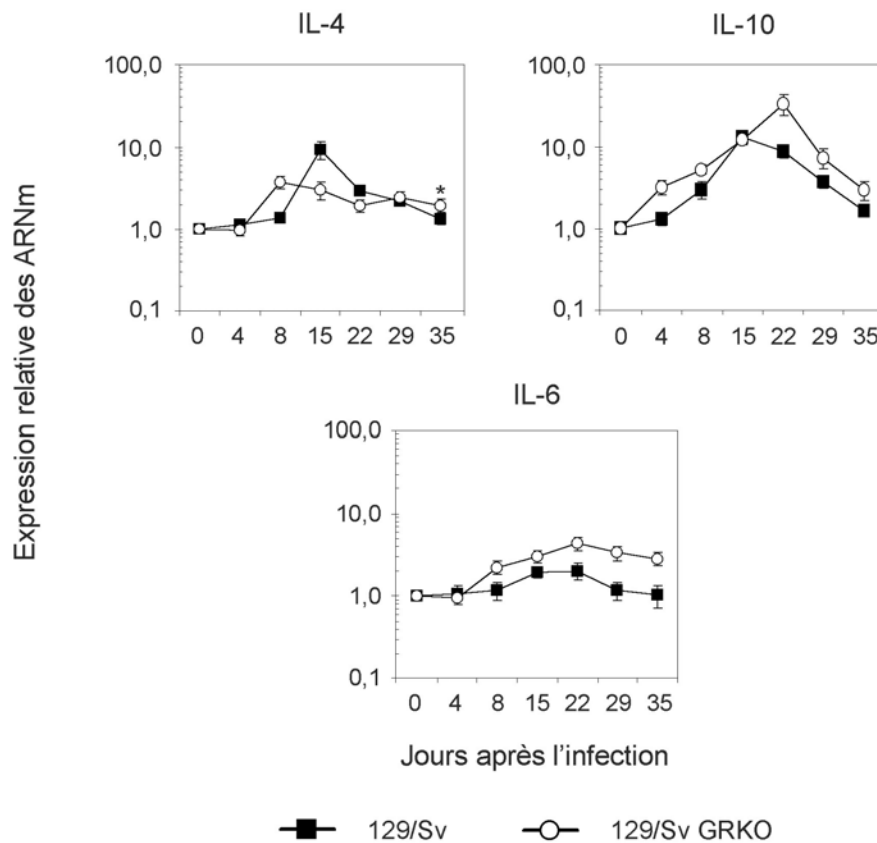 IL-4
100,0
10,0
1,0
0,1
*
0 4 8 15 22 29 35
IL-10
100,0
10,0
1,0
0,1
0 4 8 15 22 29 35
Expression relative des ARNm
IL-6
100,0
10,0
1,0
0,1
0 4 8 15 22 29 35
Jours après l'infection
129/Sv
129/Sv GRKO